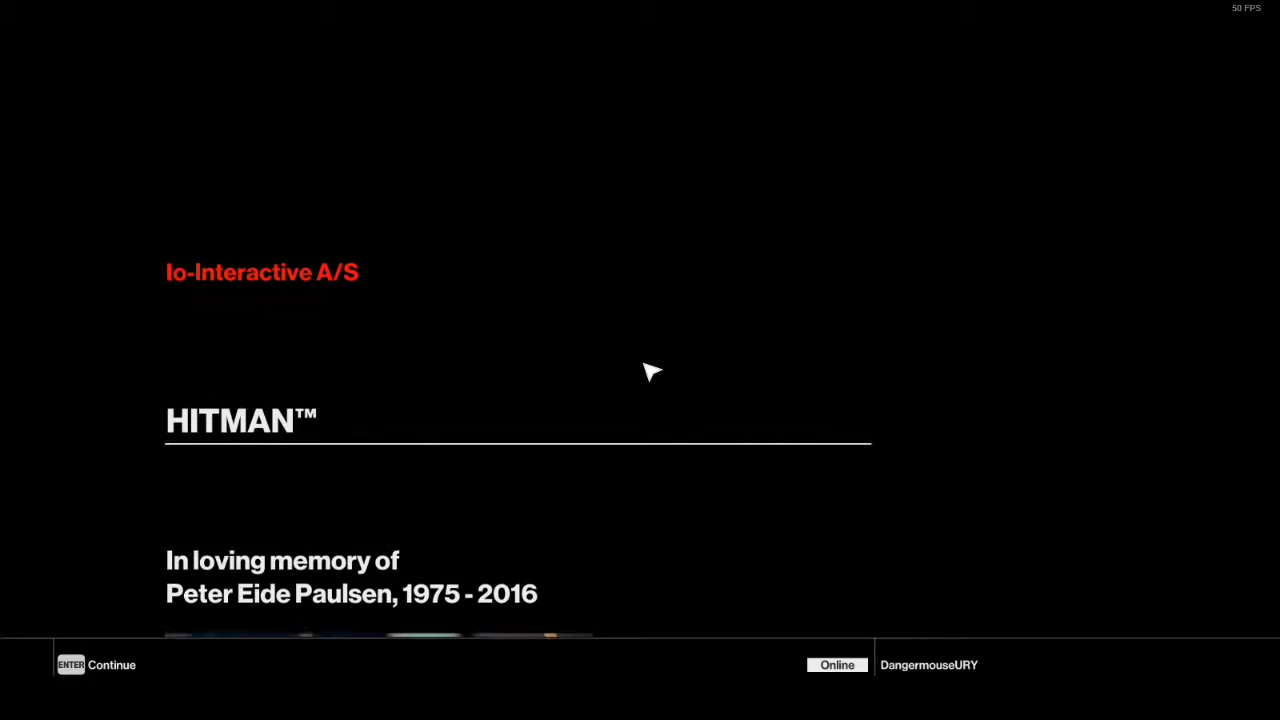 50 FPS
Io-Interactive A/S
HITMAN™
In loving memory of
Peter Eide Paulsen, 1975 - 2016
ENTER Continue
Online DangermouseURY